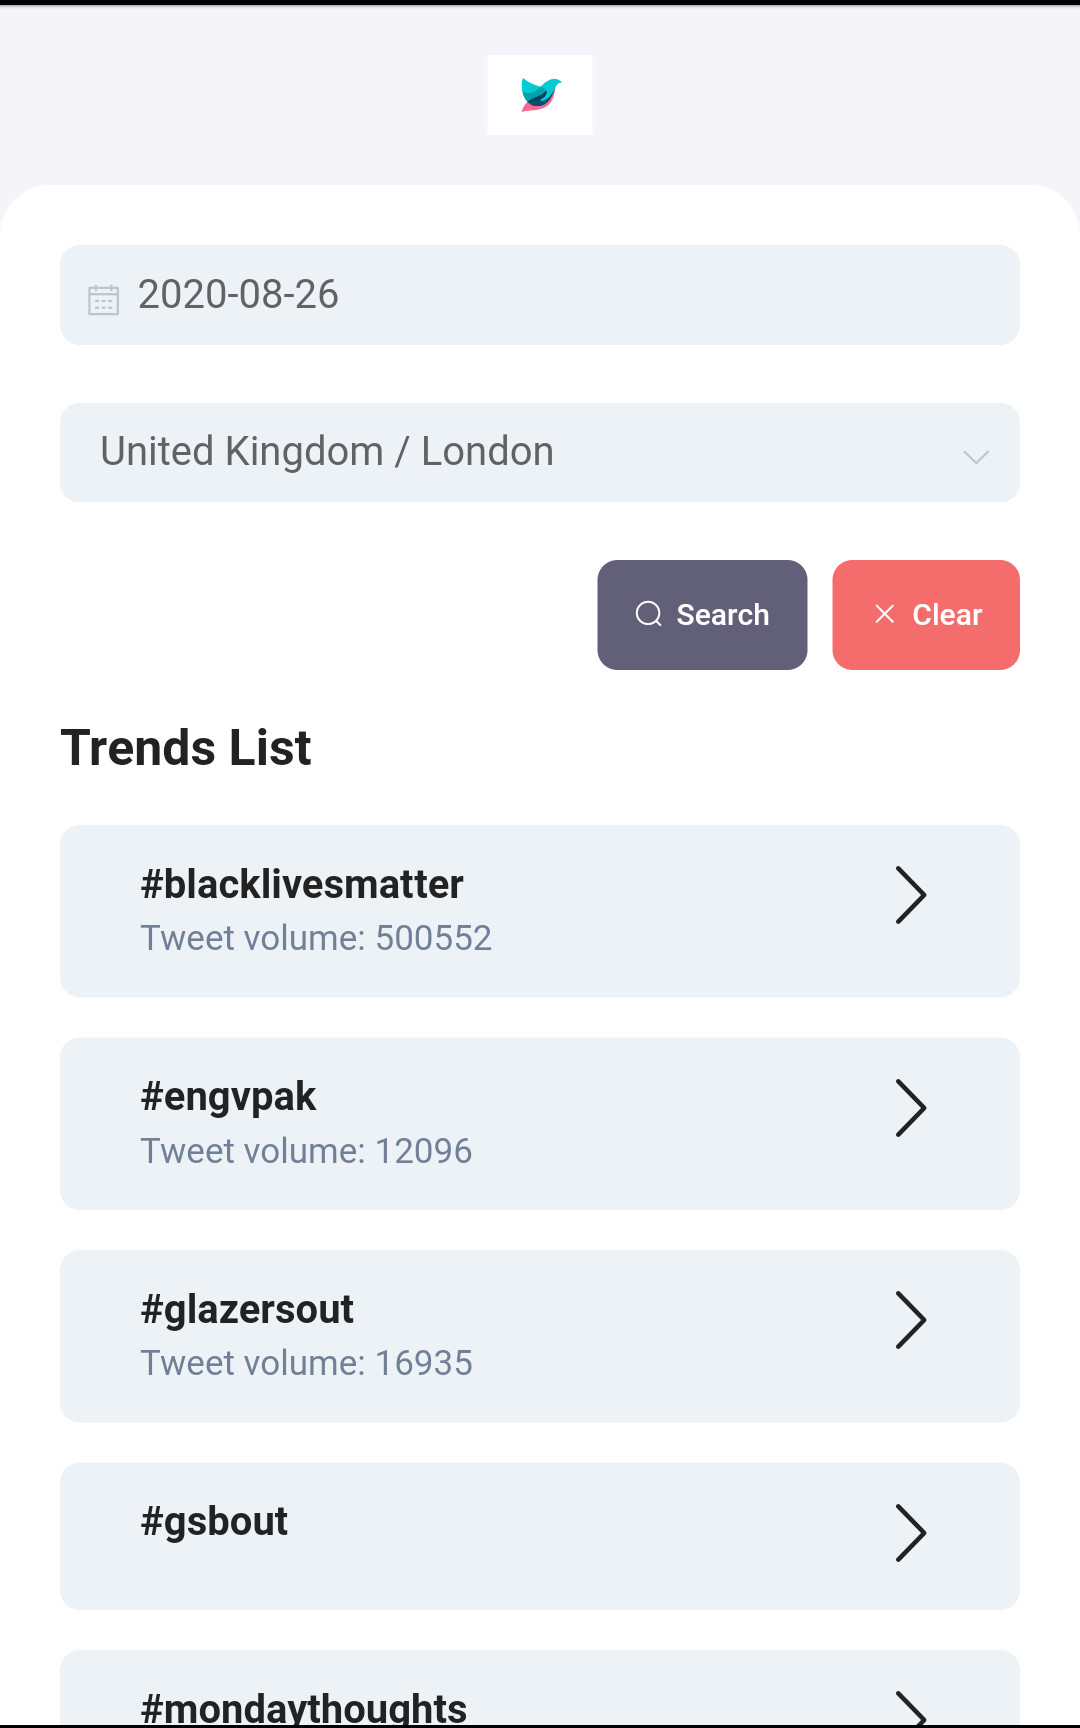 2020-08-26
United Kingdom / London
Search
Clear
Trends List
#blacklivesmatter
Tweet volume: 500552
#engvpak
Tweet volume: 12096
#glazersout
Tweet volume: 16935
#gsbout
#mondaythoughts